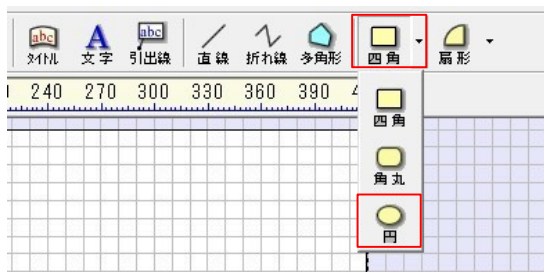 abc abc
ﾀｲﾄﾙ 文字 引出線 直線 折れ線 多角形 四角 扇形
240 270 300 330 360 390 4
四角
角丸
円